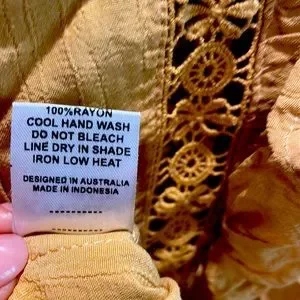 100%RAYON
COOL HAND WASH
DO NOT BLEACH
LINE DRY IN SHADE
IRON LOW HEAT
DESIGNED IN AUSTRALIA
MADE IN INDONESIA